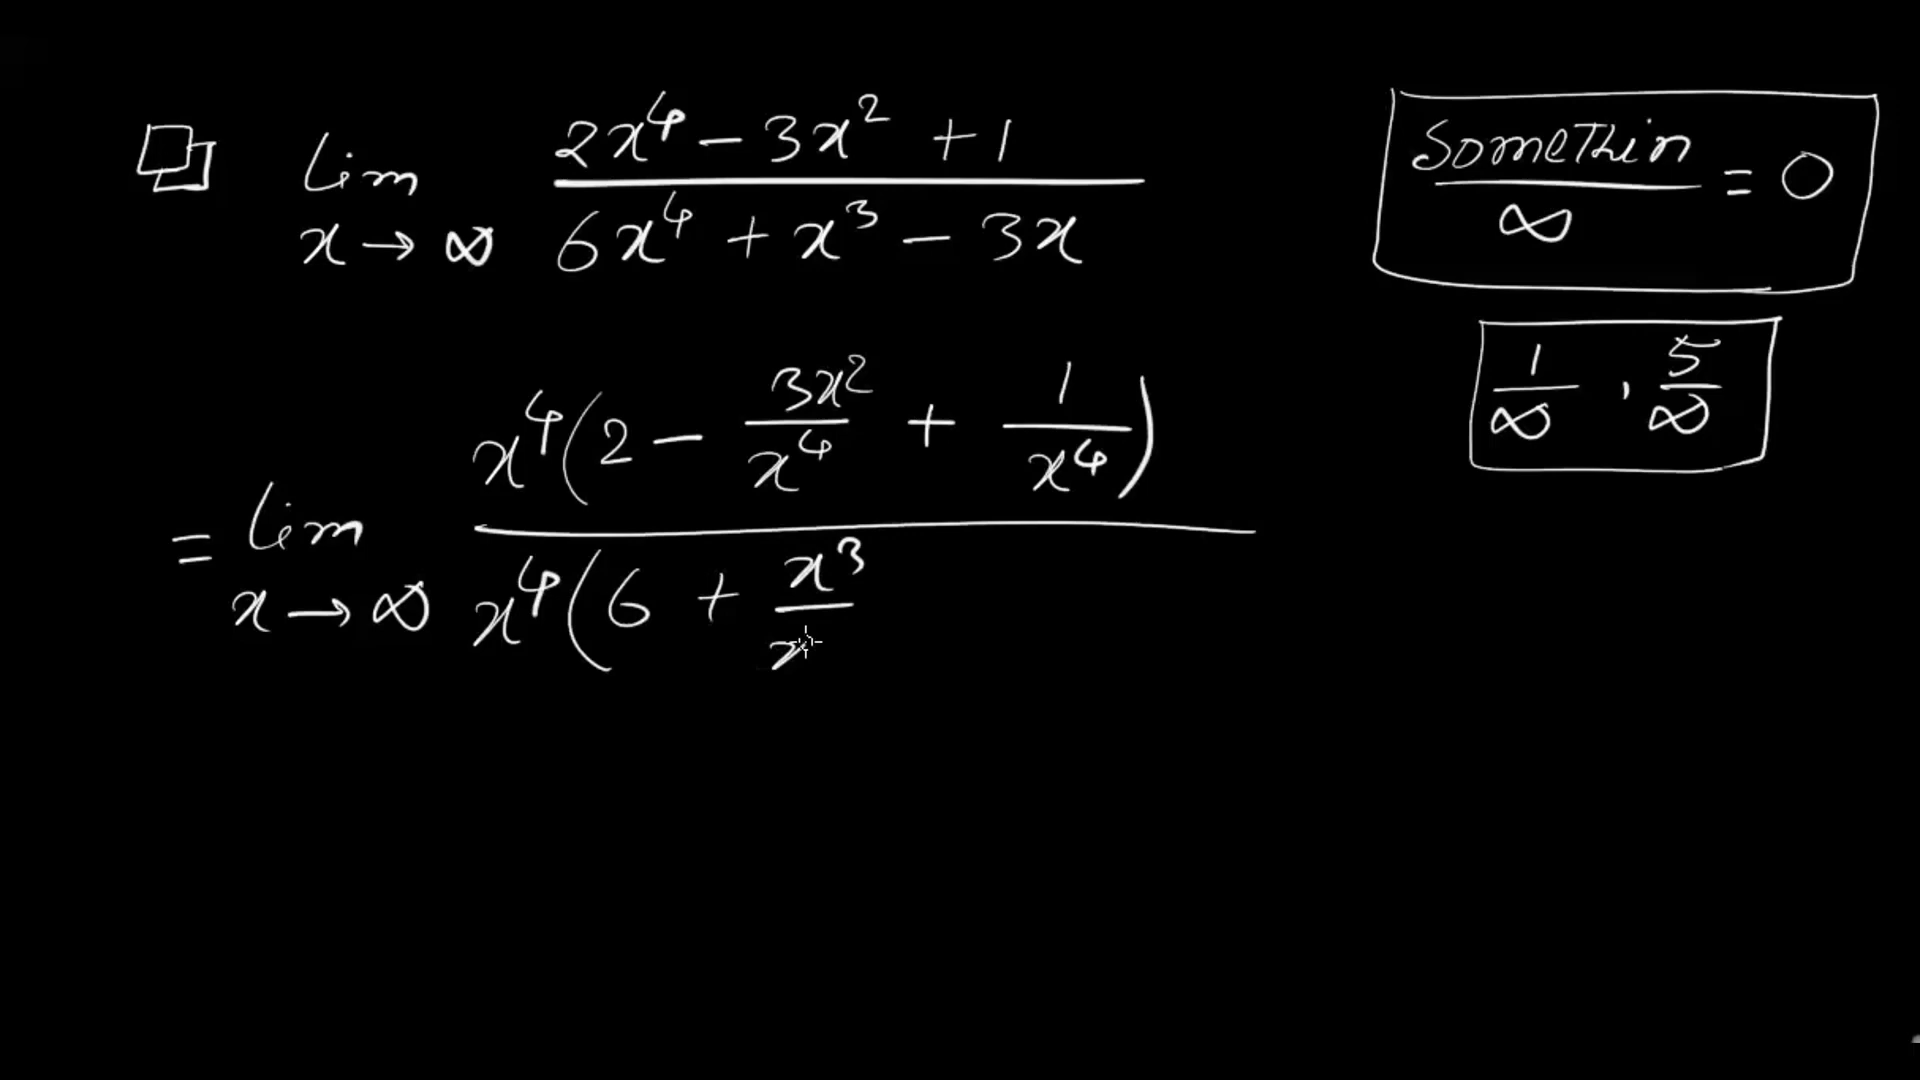 lim x→∞ (2x⁴ − 3x² + 1)/(6x⁴ + x³ − 3x)
Somethin/∞ = 0
1/∞ , 5/∞
= lim x→∞ x⁴(2 − 3x²/x⁴ + 1/x⁴)/x⁴(6 + x³/x